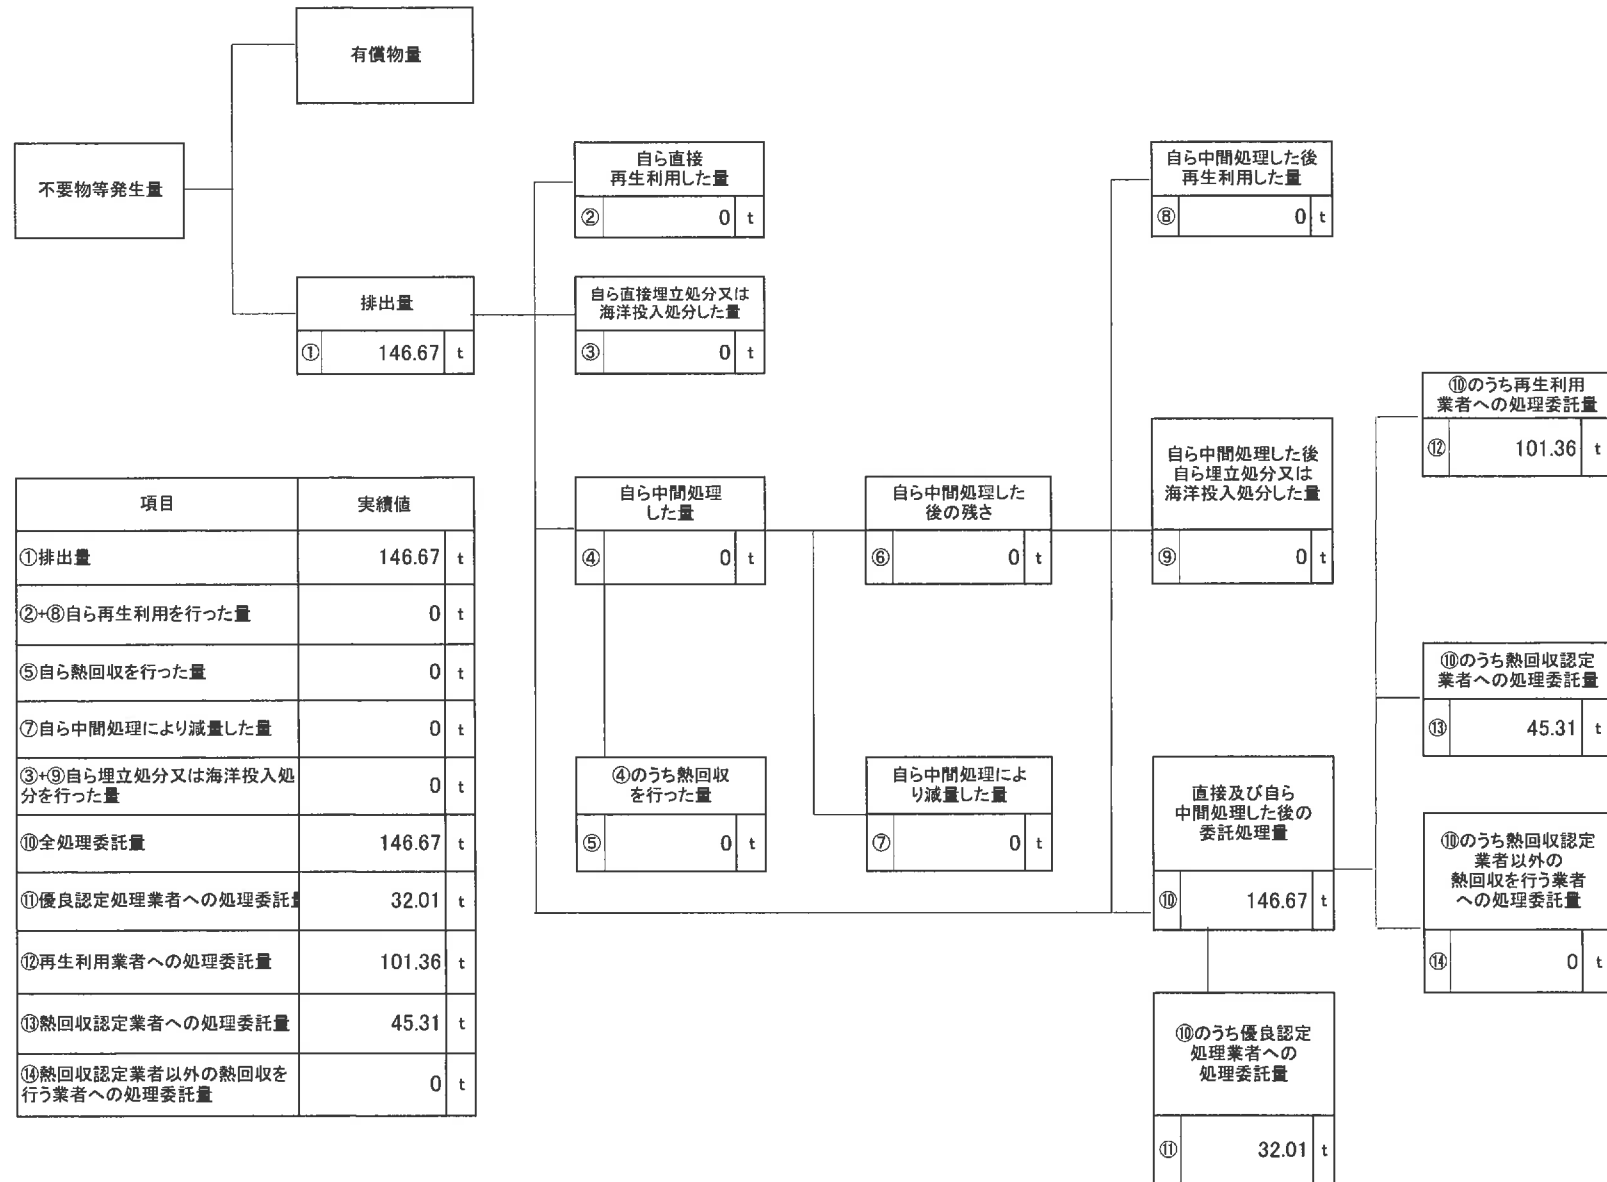 有償物量
不要物等発生量
排出量
① 146.67 t
自ら直接
再生利用した量
② 0 t
自ら直接埋立処分又は
海洋投入処分した量
③ 0 t
自ら中間処理
した量
④ 0 t
④のうち熱回収
を行った量
⑤ 0 t
自ら中間処理した
後の残さ
⑥ 0 t
自ら中間処理によ
り減量した量
⑦ 0 t
自ら中間処理した後
再生利用した量
⑧ 0 t
自ら中間処理した後
自ら埋立処分又は
海洋投入処分した量
⑨ 0 t
直接及び自ら
中間処理した後の
委託処理量
⑩ 146.67 t
⑩のうち優良認定
処理業者への
処理委託量
⑪ 32.01 t
⑩のうち再生利用
業者への処理委託量
⑫ 101.36 t
⑩のうち熱回収認定
業者への処理委託量
⑬ 45.31 t
⑩のうち熱回収認定
業者以外の
熱回収を行う業者
への処理委託量
⑭ 0 t
項目 実績値
①排出量 146.67 t
②+⑧自ら再生利用を行った量 0 t
⑤自ら熱回収を行った量 0 t
⑦自ら中間処理により減量した量 0 t
③+⑨自ら埋立処分又は海洋投入処
分を行った量 0 t
⑩全処理委託量 146.67 t
⑪優良認定処理業者への処理委託量 32.01 t
⑫再生利用業者への処理委託量 101.36 t
⑬熱回収認定業者への処理委託量 45.31 t
⑭熱回収認定業者以外の熱回収を
行う業者への処理委託量 0 t